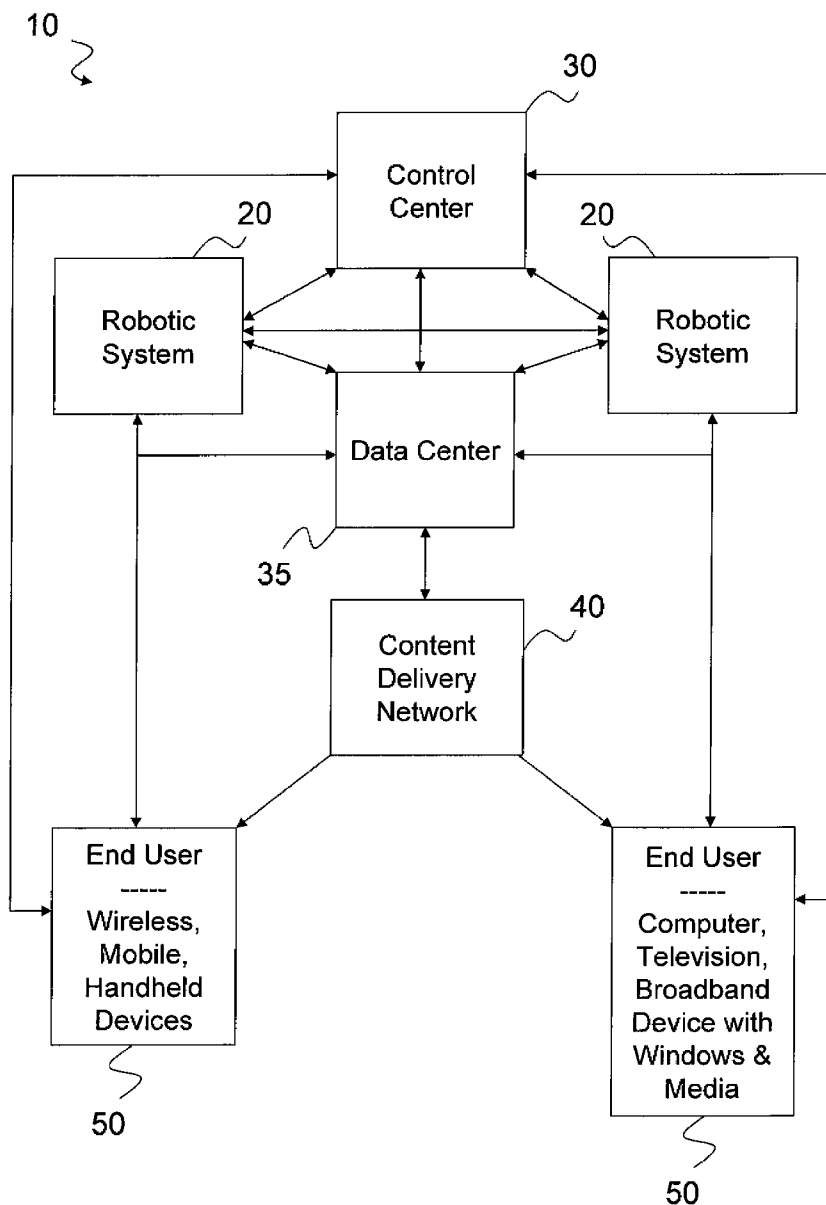 10
30
Control
Center
20
20
Robotic
System
Robotic
System
Data Center
35
40
Content
Delivery
Network
End User
-----
Wireless,
Mobile,
Handheld
Devices
50
End User
-----
Computer,
Television,
Broadband
Device with
Windows &
Media
50